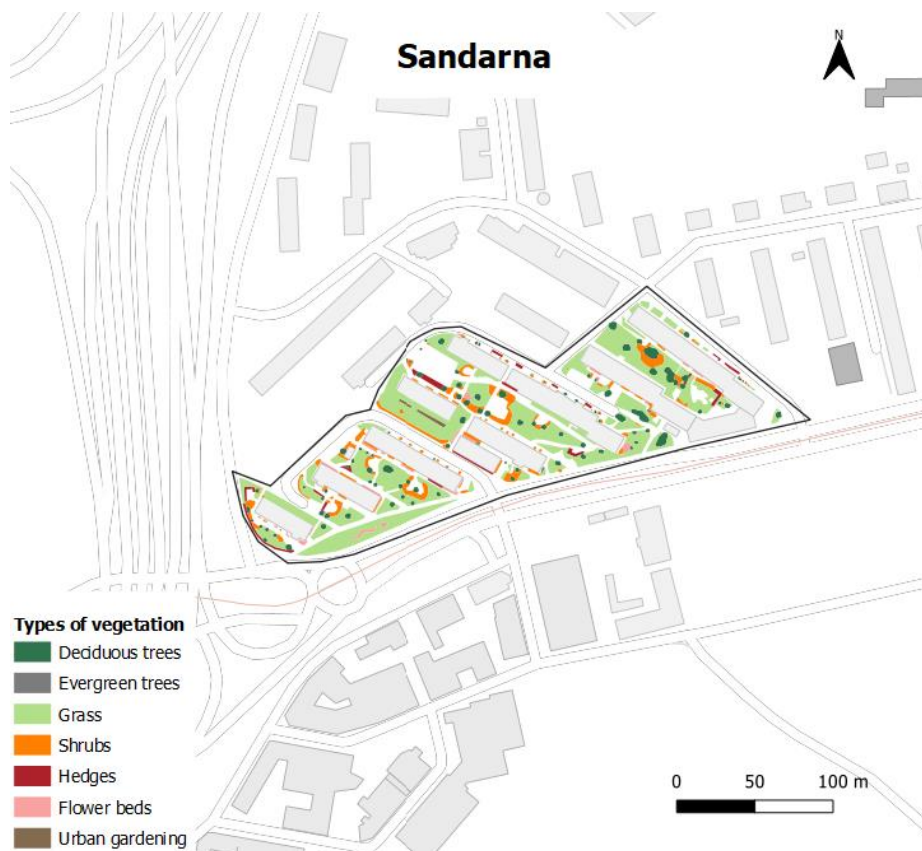 Sandarna
N
Types of vegetation
Deciduous trees
Evergreen trees
Grass
Shrubs
Hedges
Flower beds
Urban gardening
0 50 100 m